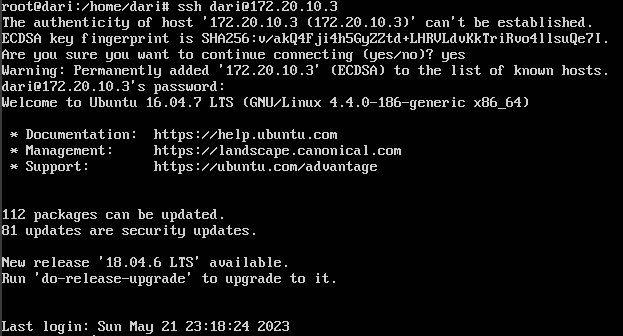 root@dari:/home/dari# ssh dari@172.20.10.3
The authenticity of host '172.20.10.3 (172.20.10.3)' can't be established.
ECDSA key fingerprint is SHA256:v/akQ4Fji4h5GyZZtd+LHRVLdvKkTriRvo4llsuQe7I.
Are you sure you want to continue connecting (yes/no)? yes
Warning: Permanently added '172.20.10.3' (ECDSA) to the list of known hosts.
dari@172.20.10.3's password:
Welcome to Ubuntu 16.04.7 LTS (GNU/Linux 4.4.0-186-generic x86_64)
* Documentation: https://help.ubuntu.com
* Management: https://landscape.canonical.com
* Support: https://ubuntu.com/advantage
112 packages can be updated.
81 updates are security updates.
New release '18.04.6 LTS' available.
Run 'do-release-upgrade' to upgrade to it.
Last login: Sun May 21 23:18:24 2023